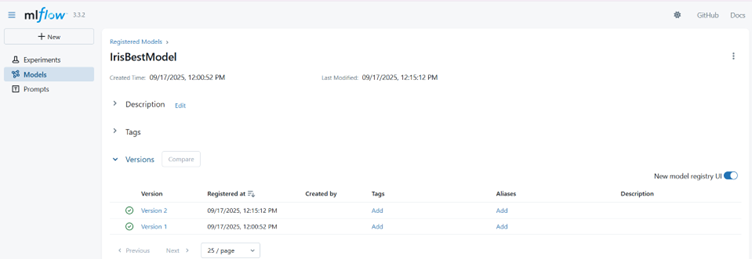 mlflow 3.3.2 GitHub Docs
+ New
Experiments
Models
Prompts
Registered Models >
IrisBestModel
Created Time: 09/17/2025, 12:00:52 PM Last Modified: 09/17/2025, 12:15:12 PM
Description Edit
Tags
Versions Compare
New model registry UI
Version Registered at Created by Tags Aliases Description
Version 2 09/17/2025, 12:15:12 PM Add Add
Version 1 09/17/2025, 12:00:52 PM Add Add
< Previous Next > 25 / page